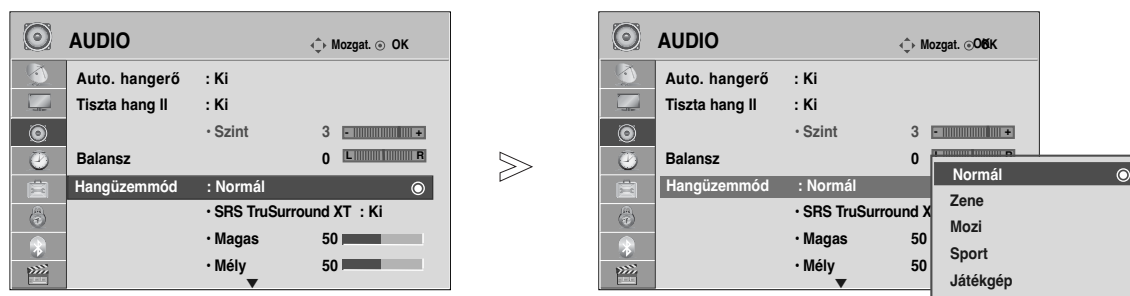 AUDIO Mozgat. OK
Auto. hangerő : Ki
Tiszta hang II : Ki
• Szint 3 - +
Balansz 0 L R
Hangüzemmód : Normál
• SRS TruSurround XT : Ki
• Magas 50
• Mély 50
AUDIO Mozgat. OK
Auto. hangerő : Ki
Tiszta hang II : Ki
• Szint 3 - +
Balansz 0
Hangüzemmód : Normál
• SRS TruSurround X
• Magas 50
• Mély 50
Normál
Zene
Mozi
Sport
Játékgép